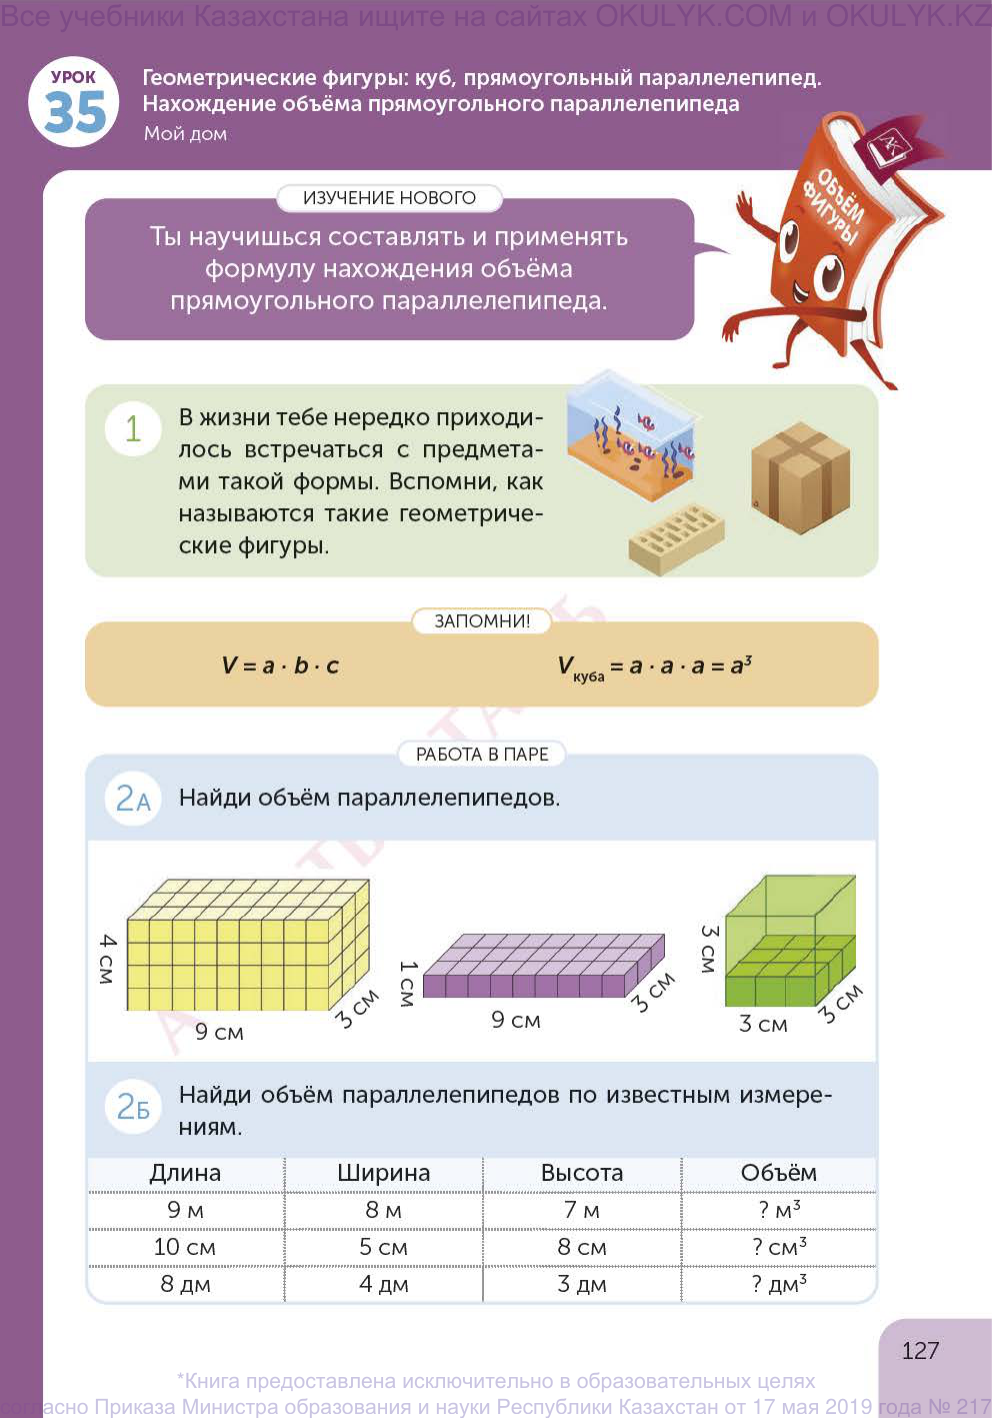 Все учебники Казахстана ищите на сайтах OKULYK.COM и OKULYK.KZ
УРОК
35
Геометрические фигуры: куб, прямоугольный параллелепипед.
Нахождение объёма прямоугольного параллелепипеда
Мой дом
ОБЪЁМ
ФИГУРЫ
АК
ИЗУЧЕНИЕ НОВОГО
Ты научишься составлять и применять
формулу нахождения объёма
прямоугольного параллелепипеда.
1
В жизни тебе нередко приходи-
лось встречаться с предмета-
ми такой формы. Вспомни, как
называются такие геометриче-
ские фигуры.
ЗАПОМНИ!
V = a · b · c
Vкуба = a · a · a = a³
РАБОТА В ПАРЕ
2А
Найди объём параллелепипедов.
4 см
9 см
3 см
1 см
9 см
3 см
3 см
3 см
3 см
2Б
Найди объём параллелепипедов по известным измере-
ниям.
Длина Ширина Высота Объём
9 м 8 м 7 м ? м³
10 см 5 см 8 см ? см³
8 дм 4 дм 3 дм ? дм³
127
*Книга предоставлена исключительно в образовательных целях
согласно Приказа Министра образования и науки Республики Казахстан от 17 мая 2019 года № 217